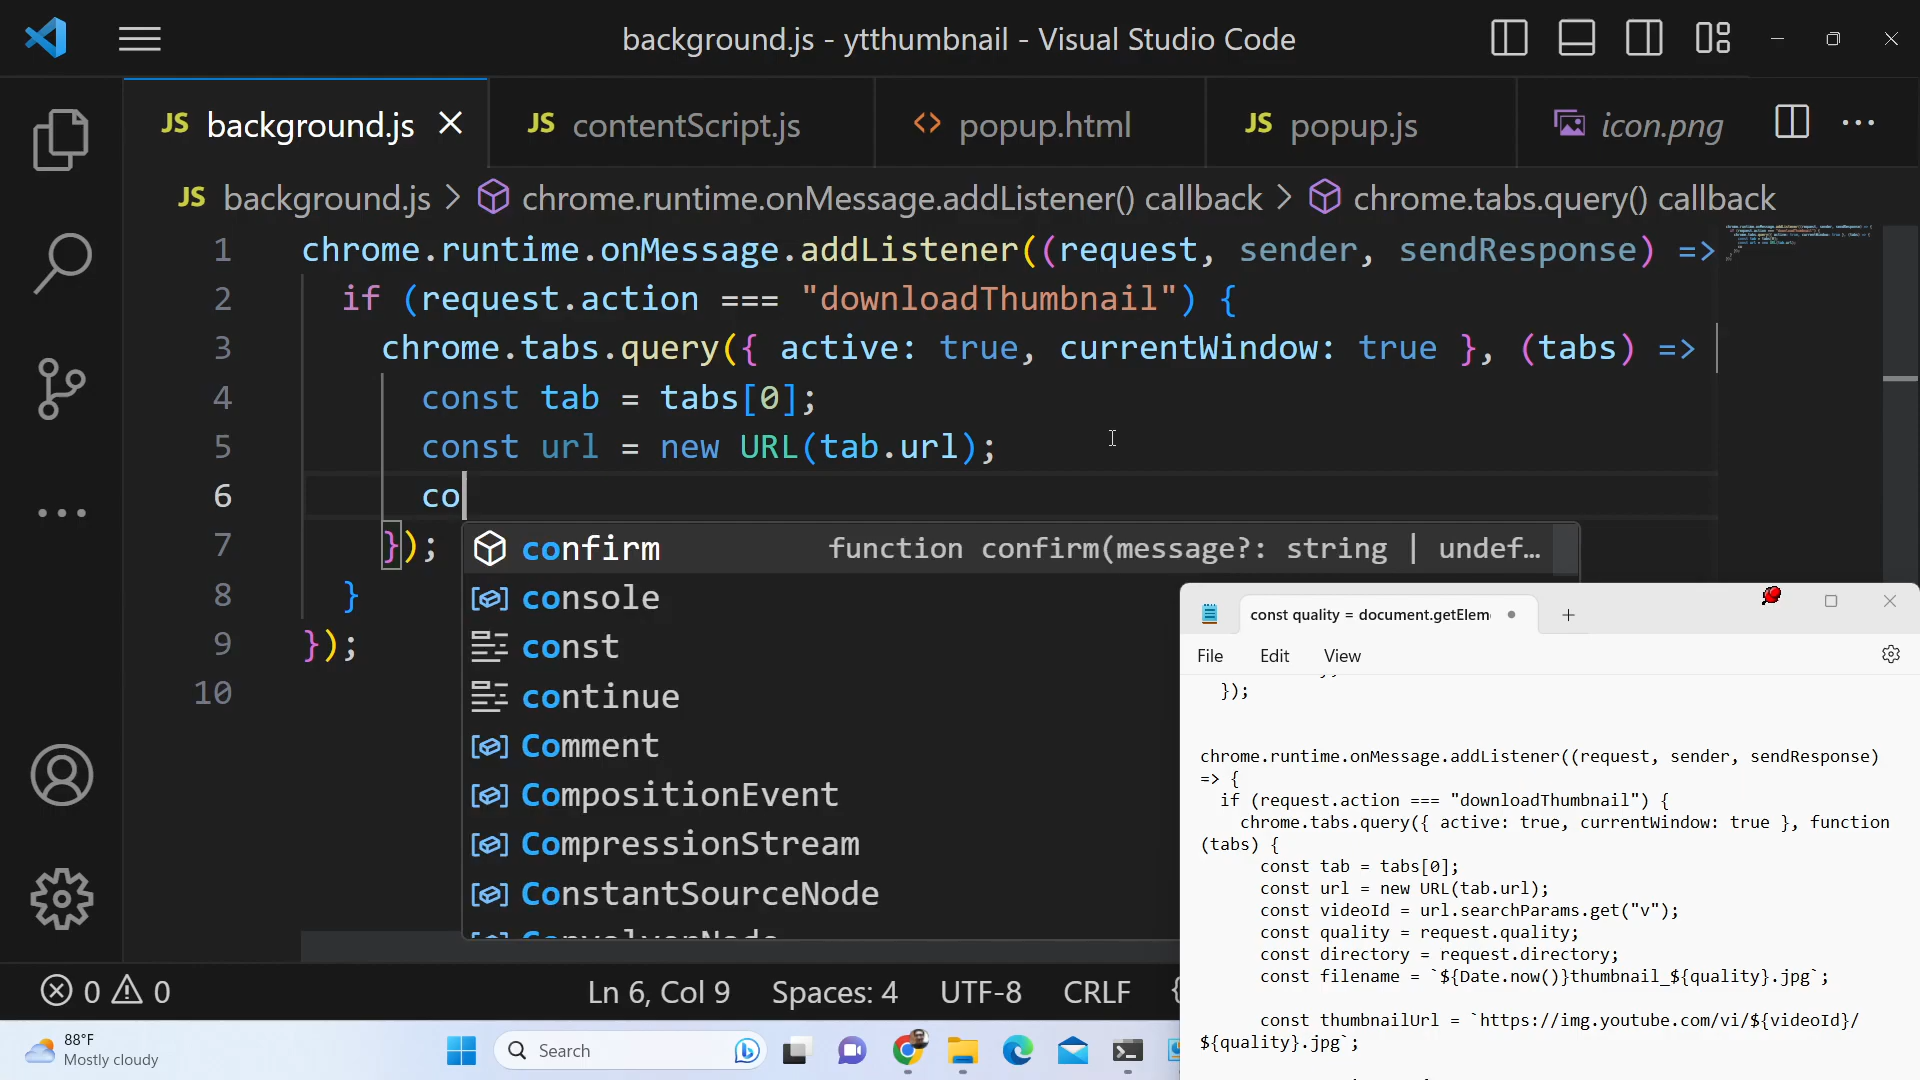 background.js - ytthumbnail - Visual Studio Code
JS background.js
JS contentScript.js
<> popup.html
JS popup.js
icon.png
JS background.js > chrome.runtime.onMessage.addListener() callback > chrome.tabs.query() callback
1 chrome.runtime.onMessage.addListener((request, sender, sendResponse) =>
2 if (request.action === "downloadThumbnail") {
3 chrome.tabs.query({ active: true, currentWindow: true }, (tabs) =>
4 const tab = tabs[0];
5 const url = new URL(tab.url);
6 co
7 });
8 }
9 });
10
confirm function confirm(message?: string | undef…
console
const
continue
Comment
CompositionEvent
CompressionStream
ConstantSourceNode
const quality = document.getElem
File Edit View
});
chrome.runtime.onMessage.addListener((request, sender, sendResponse)
=> {
if (request.action === "downloadThumbnail") {
chrome.tabs.query({ active: true, currentWindow: true }, function
(tabs) {
const tab = tabs[0];
const url = new URL(tab.url);
const videoId = url.searchParams.get("v");
const quality = request.quality;
const directory = request.directory;
const filename = `${Date.now()}thumbnail_${quality}.jpg`;
const thumbnailUrl = `https://img.youtube.com/vi/${videoId}/
${quality}.jpg`;
0 0
Ln 6, Col 9 Spaces: 4 UTF-8 CRLF {
88°F
Mostly cloudy
Search